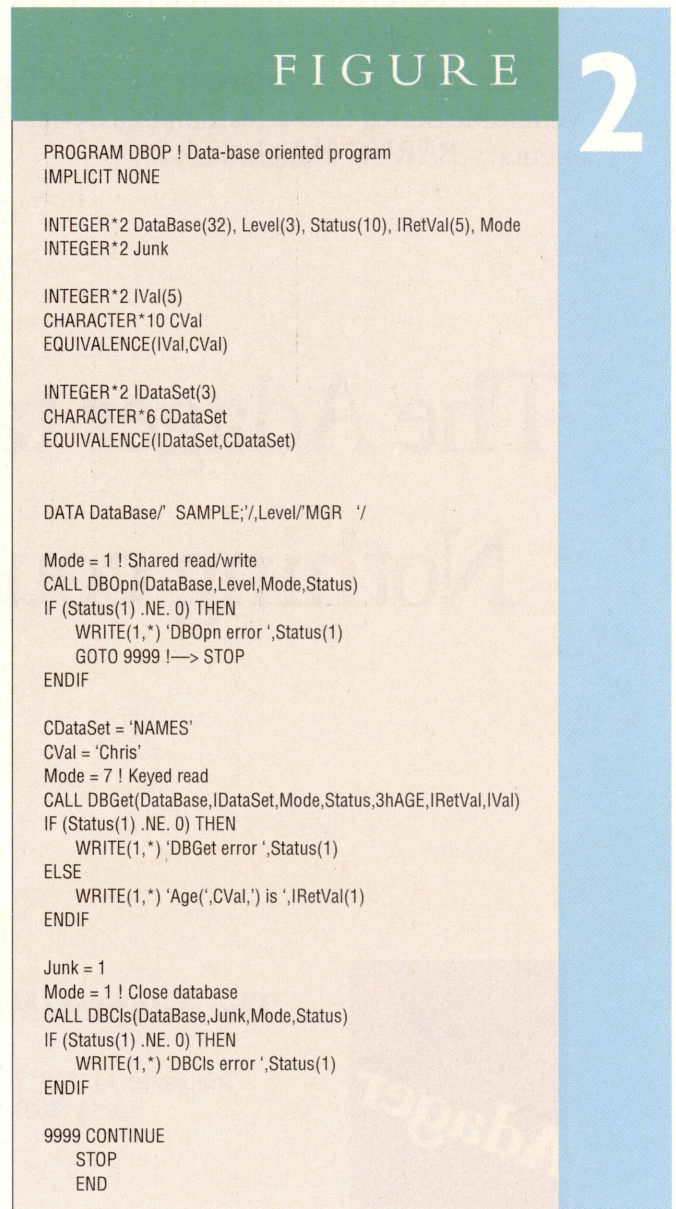 FIGURE 2
PROGRAM DBOP ! Data-base oriented program
IMPLICIT NONE
INTEGER*2 DataBase(32), Level(3), Status(10), IRetVal(5), Mode
INTEGER*2 Junk
INTEGER*2 IVal(5)
CHARACTER*10 CVal
EQUIVALENCE(IVal,CVal)
INTEGER*2 IDataSet(3)
CHARACTER*6 CDataSet
EQUIVALENCE(IDataSet,CDataSet)
DATA DataBase/'  SAMPLE;'/,Level/'MGR   '/
Mode = 1 ! Shared read/write
CALL DBOpn(DataBase,Level,Mode,Status)
IF (Status(1) .NE. 0) THEN
    WRITE(1,*) 'DBOpn error ',Status(1)
    GOTO 9999 !—> STOP
ENDIF
CDataSet = 'NAMES'
CVal = 'Chris'
Mode = 7 ! Keyed read
CALL DBGet(DataBase,IDataSet,Mode,Status,3hAGE,IRetVal,IVal)
IF (Status(1) .NE. 0) THEN
    WRITE(1,*) 'DBGet error ',Status(1)
ELSE
    WRITE(1,*) 'Age(',CVal,') is ',IRetVal(1)
ENDIF
Junk = 1
Mode = 1 ! Close database
CALL DBCls(DataBase,Junk,Mode,Status)
IF (Status(1) .NE. 0) THEN
    WRITE(1,*) 'DBCls error ',Status(1)
ENDIF
9999 CONTINUE
    STOP
    END